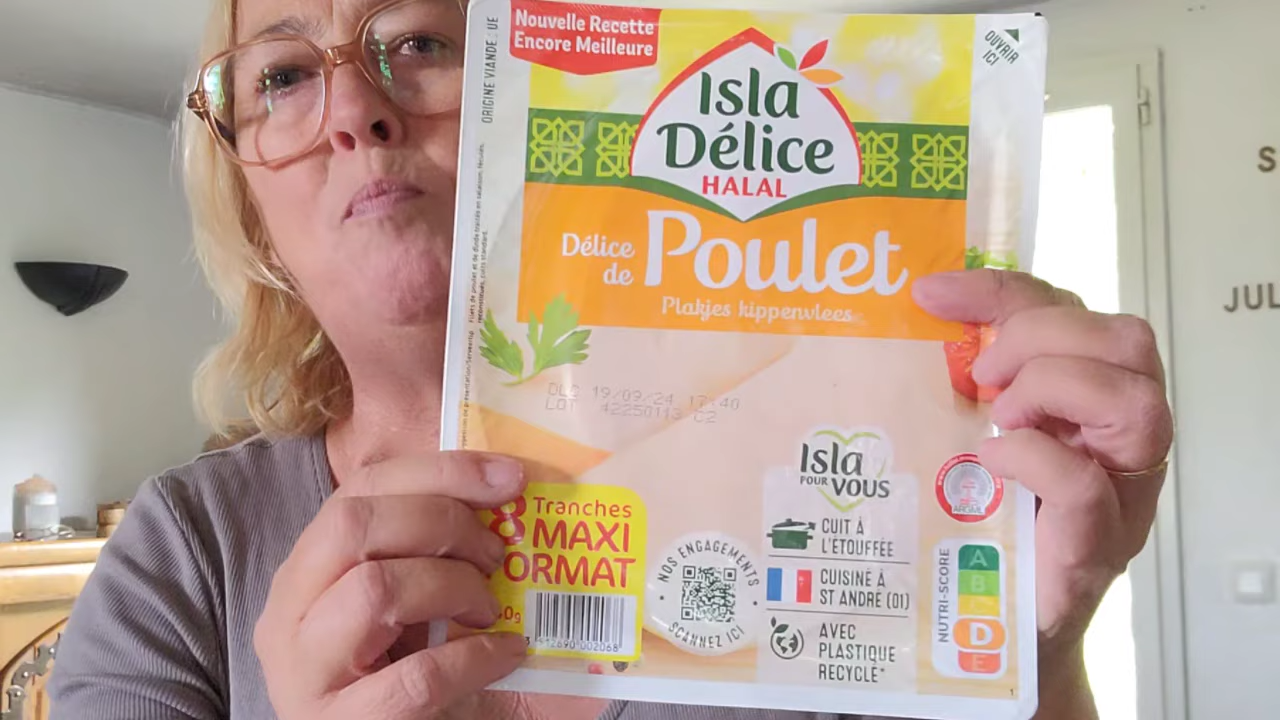 Nouvelle Recette
Encore Meilleure
ORIGINE VIANDE : UE
OUVRIR
ICI
Isla
Délice
HALAL
Délice
de
Poulet
Plakjes kippenvlees
DLC 19/09/24 17:40
LOT 42250113 C2
8 Tranches
MAXI
FORMAT
Isla
POUR
VOUS
CUIT À
L'ÉTOUFFÉE
CUISINÉ À
ST ANDRÉ (01)
AVEC
PLASTIQUE
RECYCLÉ*
NOS ENGAGEMENTS
SCANNEZ ICI
ARGML
NUTRI-SCORE
A
B
C
D
E
1
S
JUL